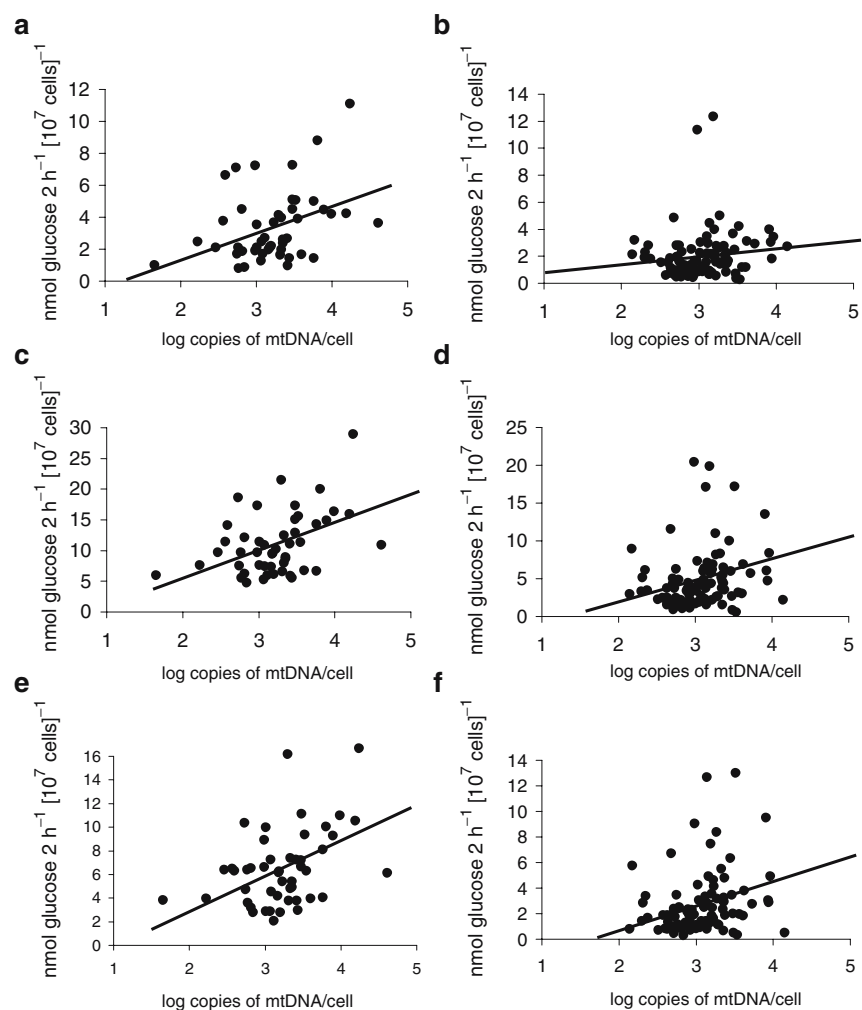 a
nmol glucose 2 h⁻¹ [10⁷ cells]⁻¹
12
10
8
6
4
2
0
1 2 3 4 5
log copies of mtDNA/cell
b
nmol glucose 2 h⁻¹ [10⁷ cells]⁻¹
14
12
10
8
6
4
2
0
1 2 3 4 5
log copies of mtDNA/cell
c
nmol glucose 2 h⁻¹ [10⁷ cells]⁻¹
30
25
20
15
10
5
0
1 2 3 4 5
log copies of mtDNA/cell
d
nmol glucose 2 h⁻¹ [10⁷ cells]⁻¹
25
20
15
10
5
0
1 2 3 4 5
log copies of mtDNA/cell
e
nmol glucose 2 h⁻¹ [10⁷ cells]⁻¹
16
14
12
10
8
6
4
2
0
1 2 3 4 5
log copies of mtDNA/cell
f
nmol glucose 2 h⁻¹ [10⁷ cells]⁻¹
14
12
10
8
6
4
2
0
1 2 3 4 5
log copies of mtDNA/cell